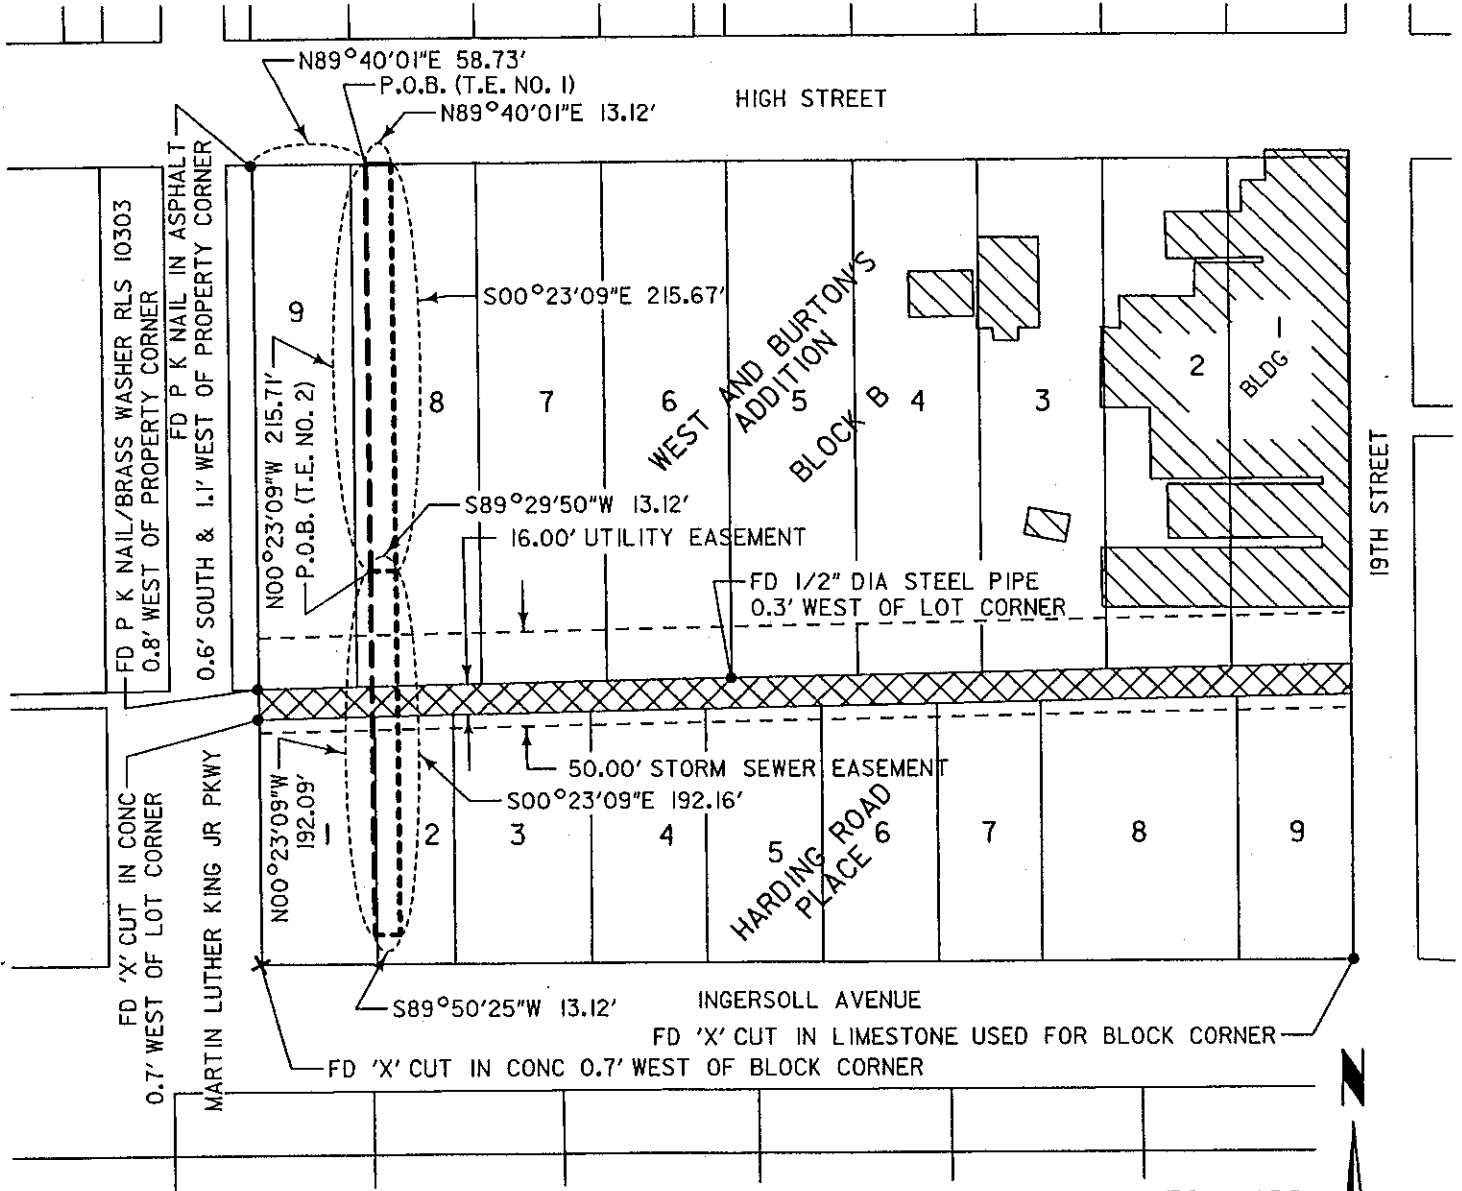 N89°40'01"E 58.73'
P.O.B. (T.E. NO. 1)
N89°40'01"E 13.12'
HIGH STREET
FD P K NAIL/BRASS WASHER RLS 10303
0.8' WEST OF PROPERTY CORNER
FD P K NAIL IN ASPHALT
0.6' SOUTH & 1.1' WEST OF PROPERTY CORNER
S00°23'09"E 215.67'
N00°23'09"W 215.71'
P.O.B. (T.E. NO. 2)
9
8
7
6
5
4
3
2
1
BLDG
WEST AND BURTON'S
ADDITION
BLOCK B
19TH STREET
S89°29'50"W 13.12'
16.00' UTILITY EASEMENT
FD 1/2" DIA STEEL PIPE
0.3' WEST OF LOT CORNER
50.00' STORM SEWER EASEMENT
S00°23'09"E 192.16'
N00°23'09"W
192.09'
FD 'X' CUT IN CONC
0.7' WEST OF LOT CORNER
MARTIN LUTHER KING JR PKWY
1
2
3
4
5
6
7
8
9
HARDING ROAD
PLACE
S89°50'25"W 13.12'
INGERSOLL AVENUE
FD 'X' CUT IN LIMESTONE USED FOR BLOCK CORNER
FD 'X' CUT IN CONC 0.7' WEST OF BLOCK CORNER
N